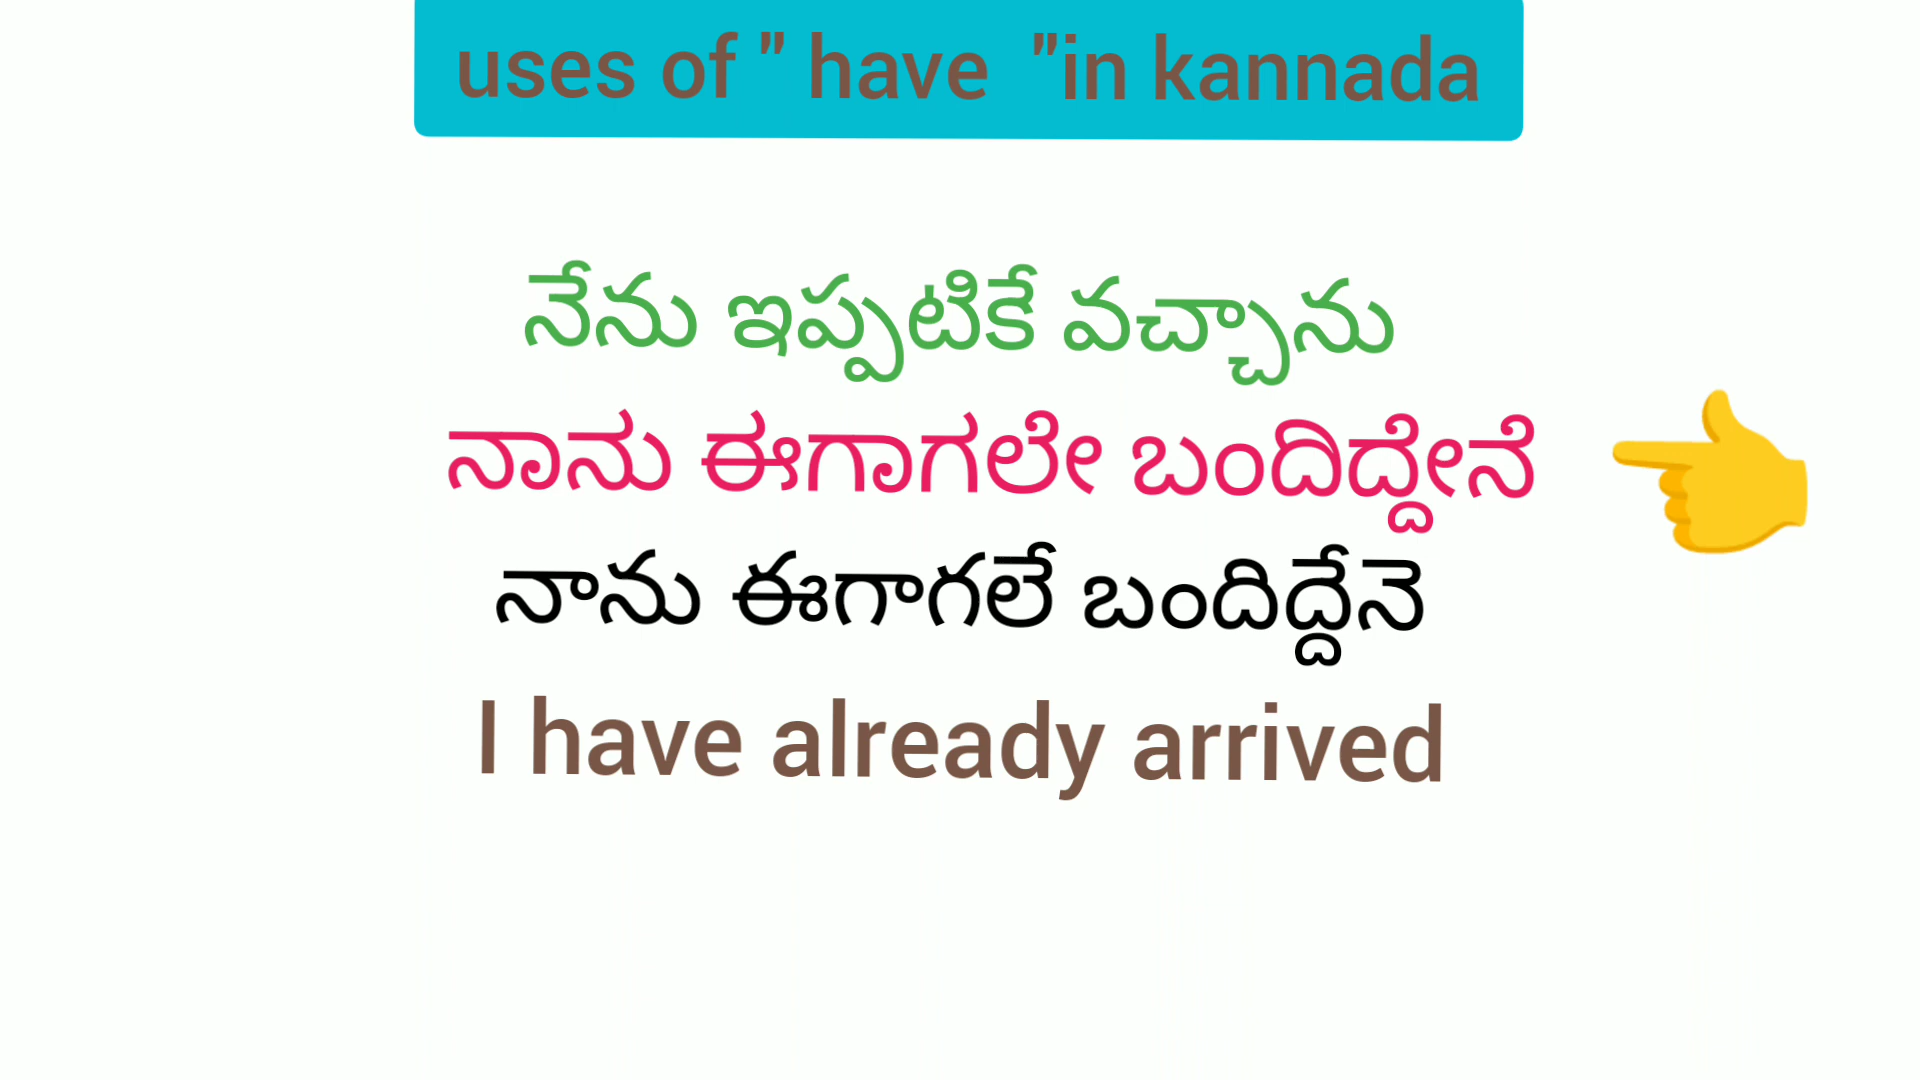 uses of " have  "in kannada
నేను ఇప్పటికే వచ్చాను
ನಾನು ಈಗಾಗಲೇ ಬಂದಿದ್ದೇನೆ
నాను ఈగాగలే బందిద్దేనె
I have already arrived